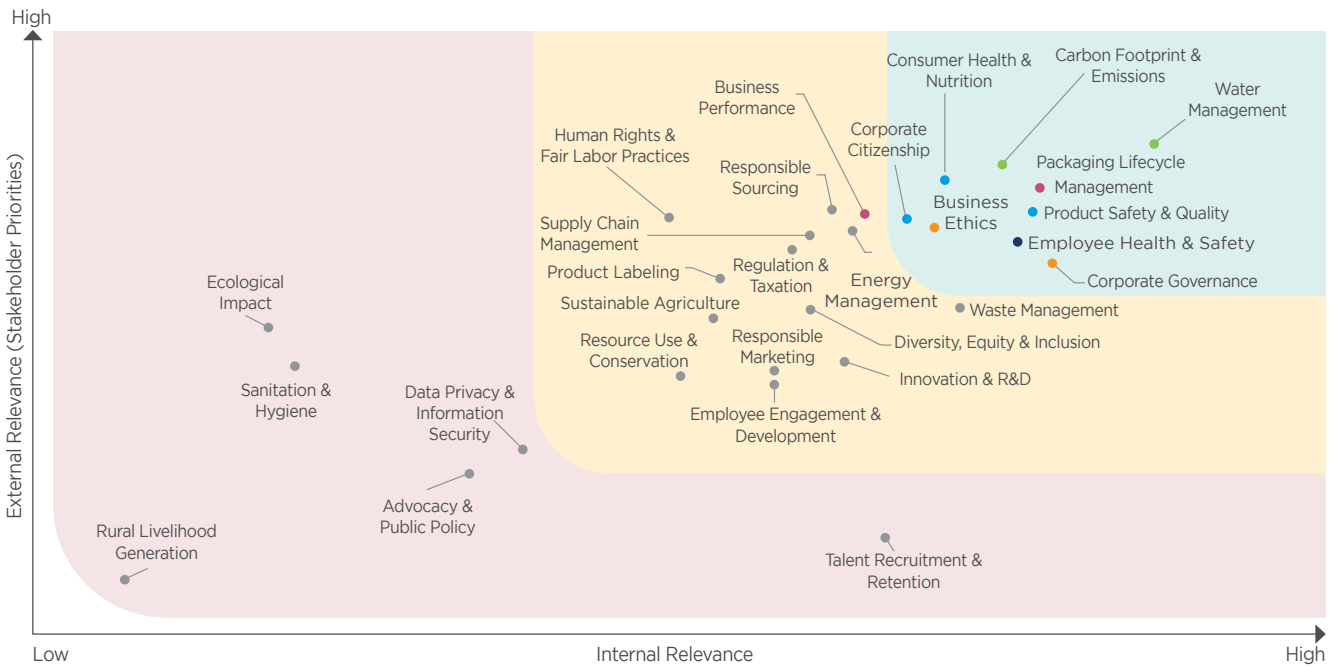 High
External Relevance (Stakeholder Priorities)
Consumer Health &
Nutrition
Carbon Footprint &
Emissions
Water
Management
Business
Performance
Corporate
Citizenship
Human Rights &
Fair Labor Practices
Responsible
Sourcing
Packaging Lifecycle
Management
Business
Ethics
Product Safety & Quality
Supply Chain
Management
Employee Health & Safety
Product Labeling
Regulation &
Taxation
Energy
Management
Corporate Governance
Ecological
Impact
Sustainable Agriculture
Waste Management
Resource Use &
Conservation
Responsible
Marketing
Diversity, Equity & Inclusion
Innovation & R&D
Sanitation &
Hygiene
Data Privacy &
Information
Security
Employee Engagement &
Development
Advocacy &
Public Policy
Rural Livelihood
Generation
Talent Recruitment &
Retention
Low
Internal Relevance
High